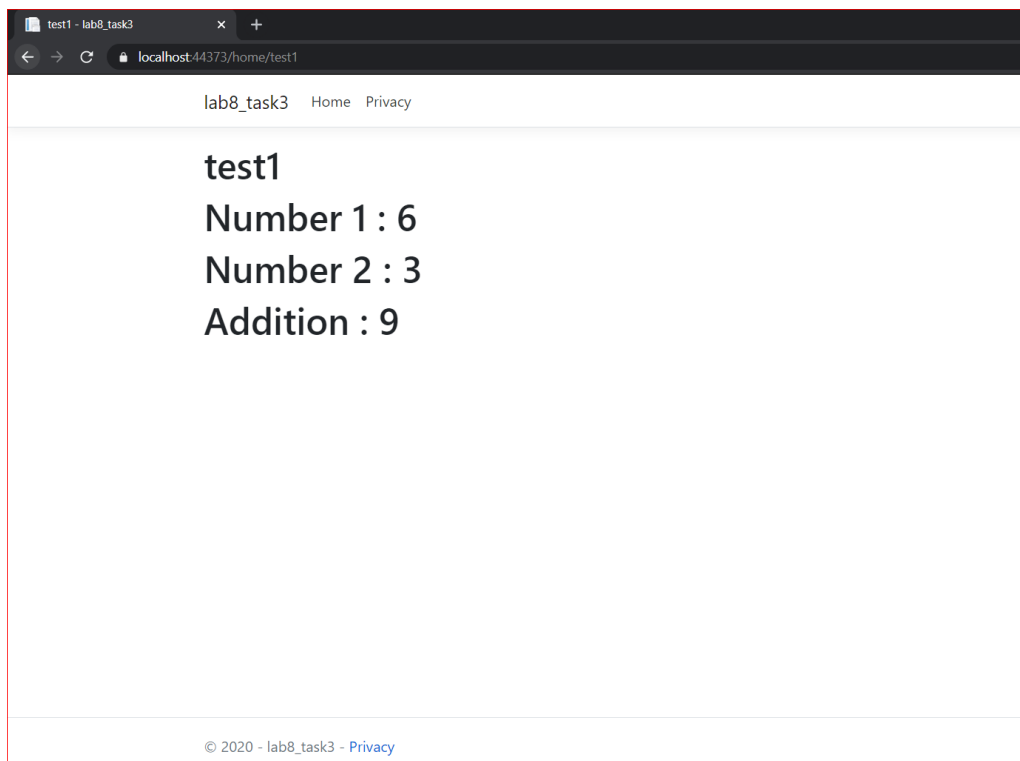 test1 - lab8_task3
localhost:44373/home/test1
lab8_task3 Home Privacy
test1
Number 1 : 6
Number 2 : 3
Addition : 9
© 2020 - lab8_task3 - Privacy